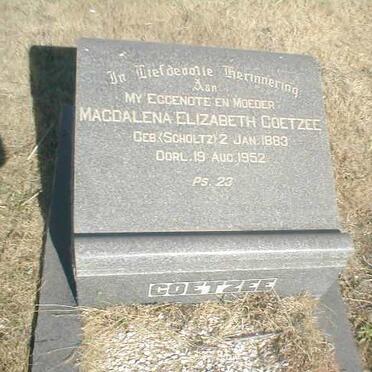 In Liefdevolle Herinnering
Aan
MY EGGENOTE EN MOEDER
MAGDALENA ELIZABETH COETZEE
GEB (SCHOLTZ) 2 JAN. 1883
OORL. 19 AUG. 1952
Ps. 23
COETZEE